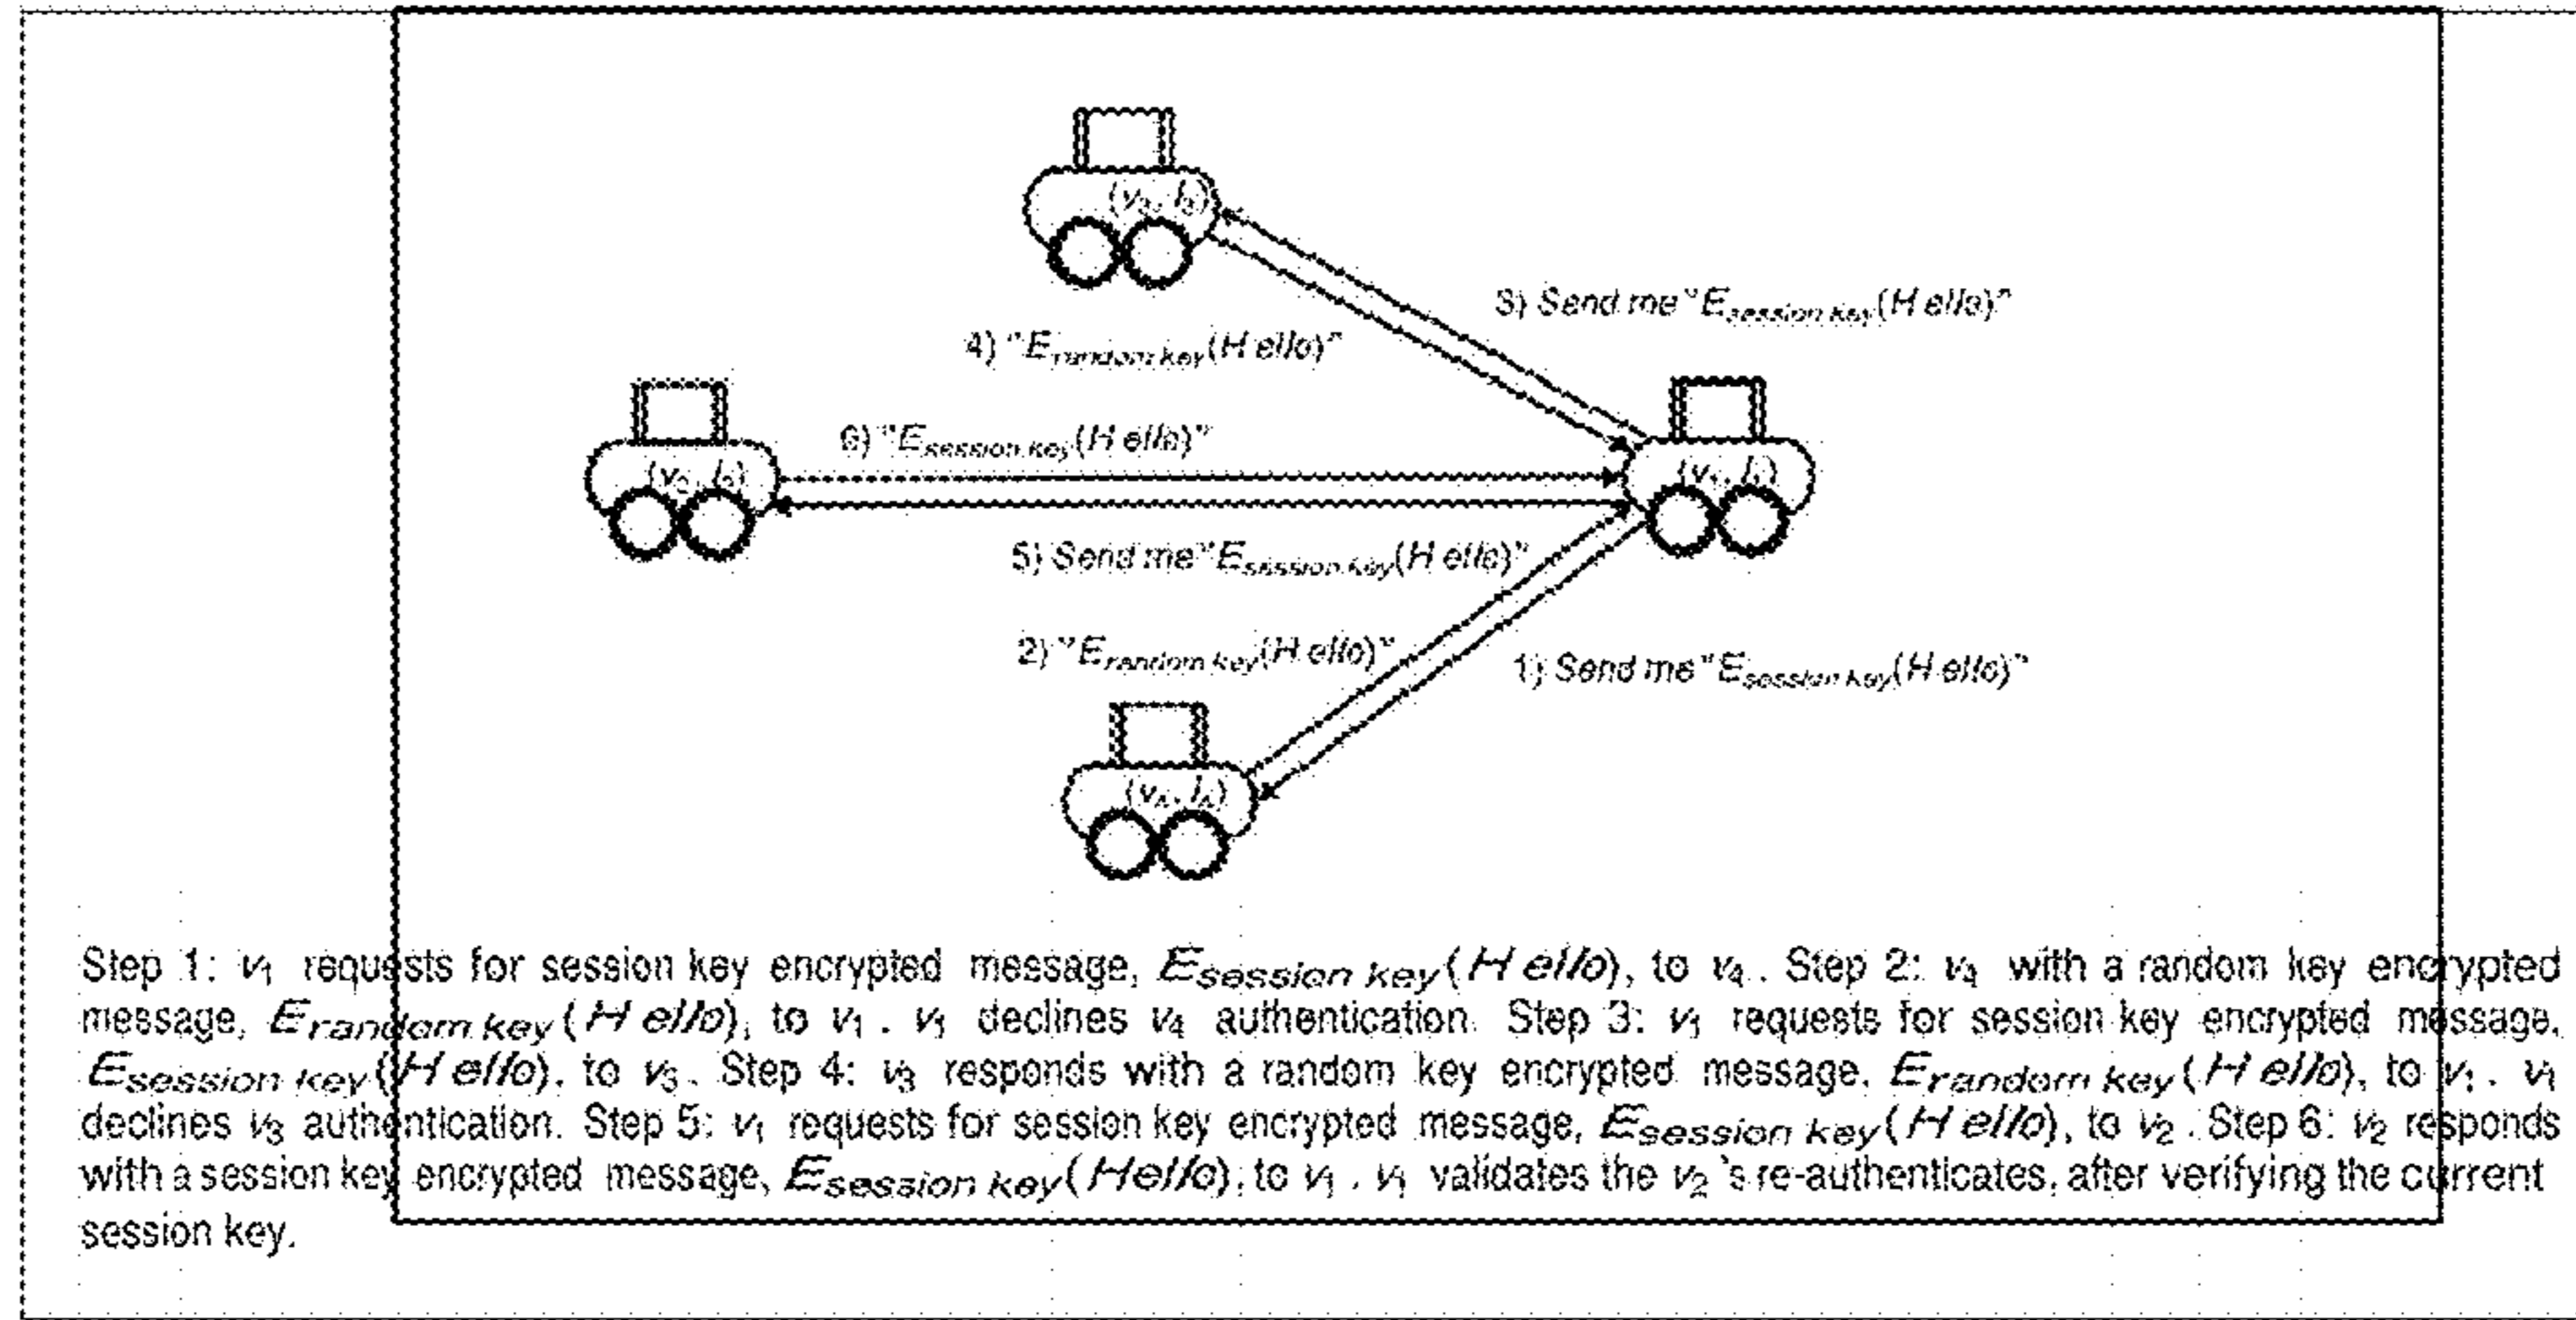 3) Send me "E_session key(Hello)"
4) "E_random key(Hello)"
6) "E_session key(Hello)"
5) Send me "E_session key(Hello)"
2) "E_random key(Hello)"
1) Send me "E_session key(Hello)"
Step 1: v₁ requests for session key encrypted message, E_session key(Hello), to v₄. Step 2: v₄ with a random key encrypted
message, E_random key(Hello), to v₁. v₁ declines v₄ authentication. Step 3: v₁ requests for session key encrypted message,
E_session key(Hello), to v₃. Step 4: v₃ responds with a random key encrypted message, E_random key(Hello), to v₁. v₁
declines v₃ authentication. Step 5: v₁ requests for session key encrypted message, E_session key(Hello), to v₂. Step 6: v₂ responds
with a session key encrypted message, E_session key(Hello), to v₁. v₁ validates the v₂'s re-authenticates, after verifying the current
session key.